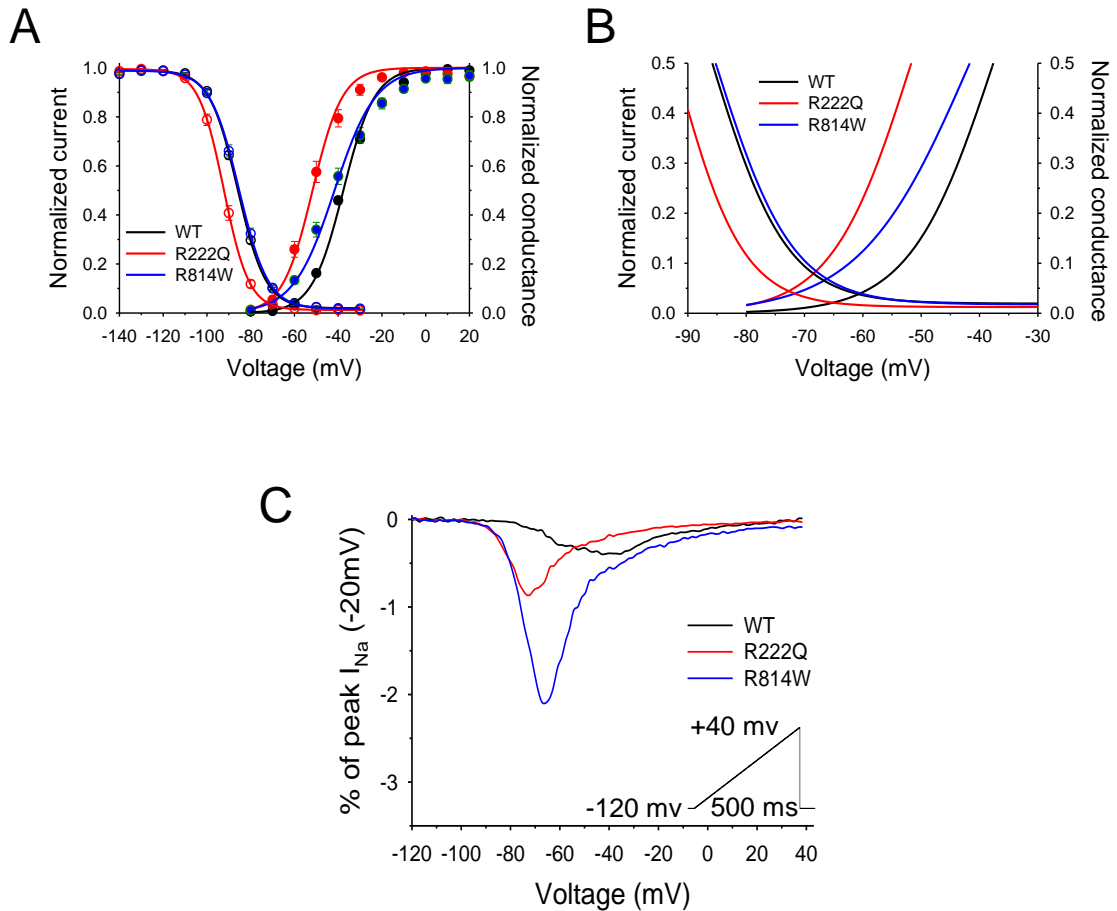 A
Normalized current
1.0
0.8
0.6
0.4
0.2
0.0
WT
R222Q
R814W
1.0
0.8
0.6
0.4
0.2
0.0
Normalized conductance
-140 -120 -100 -80 -60 -40 -20 0 20
Voltage (mV)
B
Normalized current
0.5
0.4
0.3
0.2
0.1
0.0
WT
R222Q
R814W
0.5
0.4
0.3
0.2
0.1
0.0
Normalized conductance
-90 -80 -70 -60 -50 -40 -30
Voltage (mV)
C
% of peak INa (-20mV)
0
-1
-2
-3
WT
R222Q
R814W
+40 mv
-120 mv 500 ms
-120 -100 -80 -60 -40 -20 0 20 40
Voltage (mV)